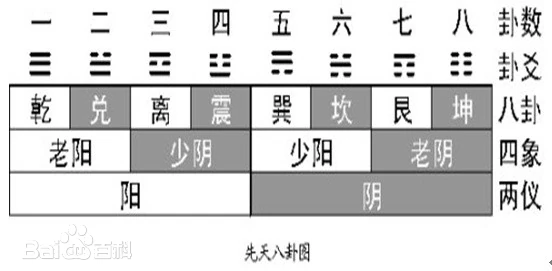 一 二 三 四 五 六 七 八 卦数
☰ ☱ ☲ ☳ ☴ ☵ ☶ ☷ 卦爻
乾 兑 离 震 巽 坎 艮 坤 八卦
老阳 少阴 少阳 老阴 四象
阳 阴 两仪
Bai百科
先天八卦图